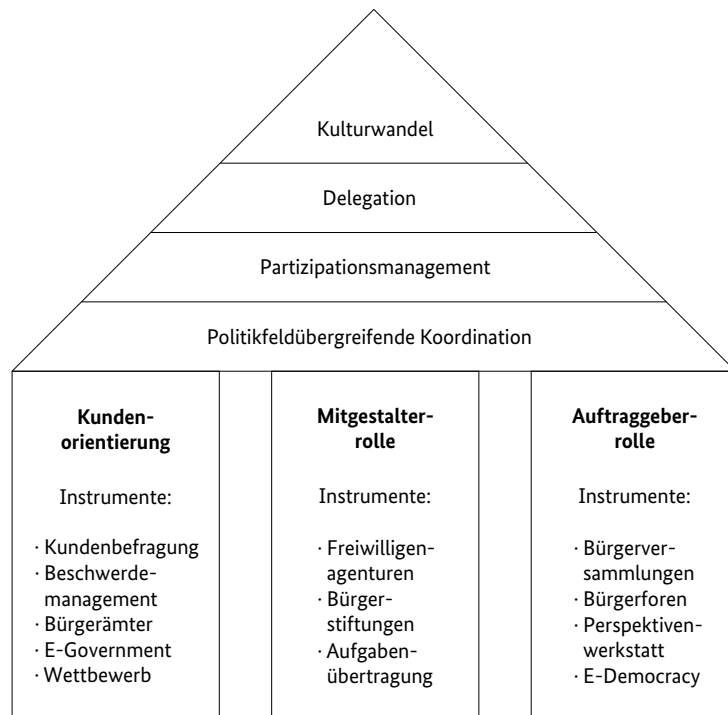 Kulturwandel
Delegation
Partizipationsmanagement
Politikfeldübergreifende Koordination
Kunden-
orientierung
Instrumente:
· Kundenbefragung
· Beschwerde-
management
· Bürgerämter
· E-Government
· Wettbewerb
Mitgestalter-
rolle
Instrumente:
· Freiwilligen-
agenturen
· Bürger-
stiftungen
· Aufgaben-
übertragung
Auftraggeber-
rolle
Instrumente:
· Bürgerver-
sammlungen
· Bürgerforen
· Perspektiven-
werkstatt
· E-Democracy